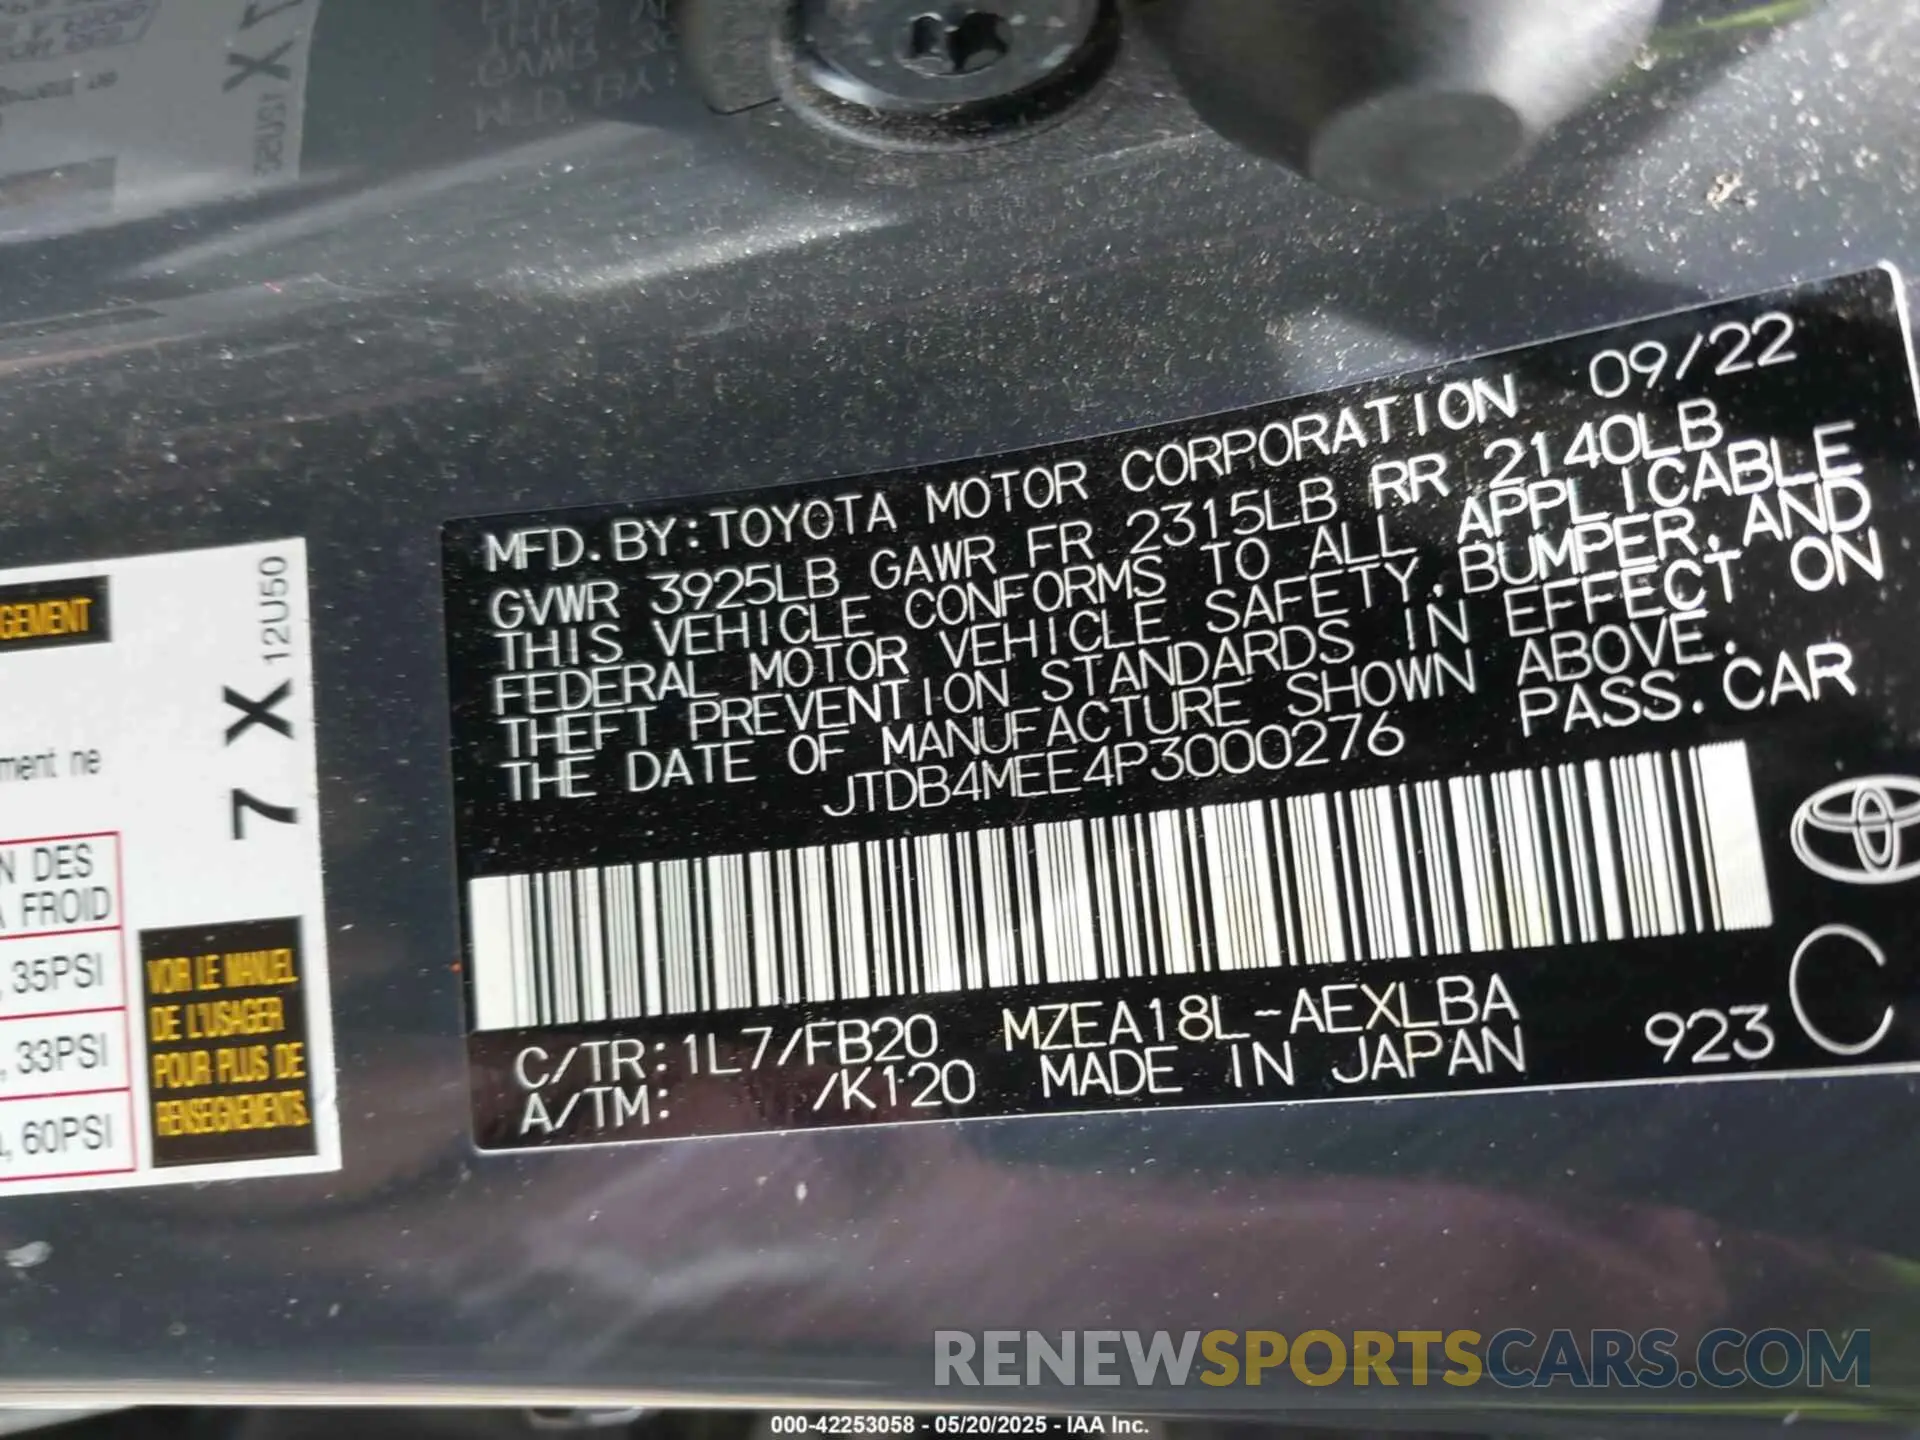 MFD. BY: TOYOTA MOTOR CORPORATION 09/22
GVWR 3925LB GAWR FR 2315LB RR 2140LB
THIS VEHICLE CONFORMS TO ALL APPLICABLE
FEDERAL MOTOR VEHICLE SAFETY, BUMPER, AND
THEFT PREVENTION STANDARDS IN EFFECT ON
THE DATE OF MANUFACTURE SHOWN ABOVE.
JTDB4MEE4P3000276 PASS. CAR
C/TR: 1L7/FB20 MZEA18L-AEXLBA
A/TM: /K120 MADE IN JAPAN 923 C
GEMENT
7 X 12U50
ment ne
N DES
A FROID
, 35PSI
, 33PSI
, 60PSI
VOIR LE MANUEL
DE L'USAGER
POUR PLUS DE
RENSEIGNEMENTS.
RENEWSPORTSCARS.COM
000-42253058 - 05/20/2025 - IAA Inc.